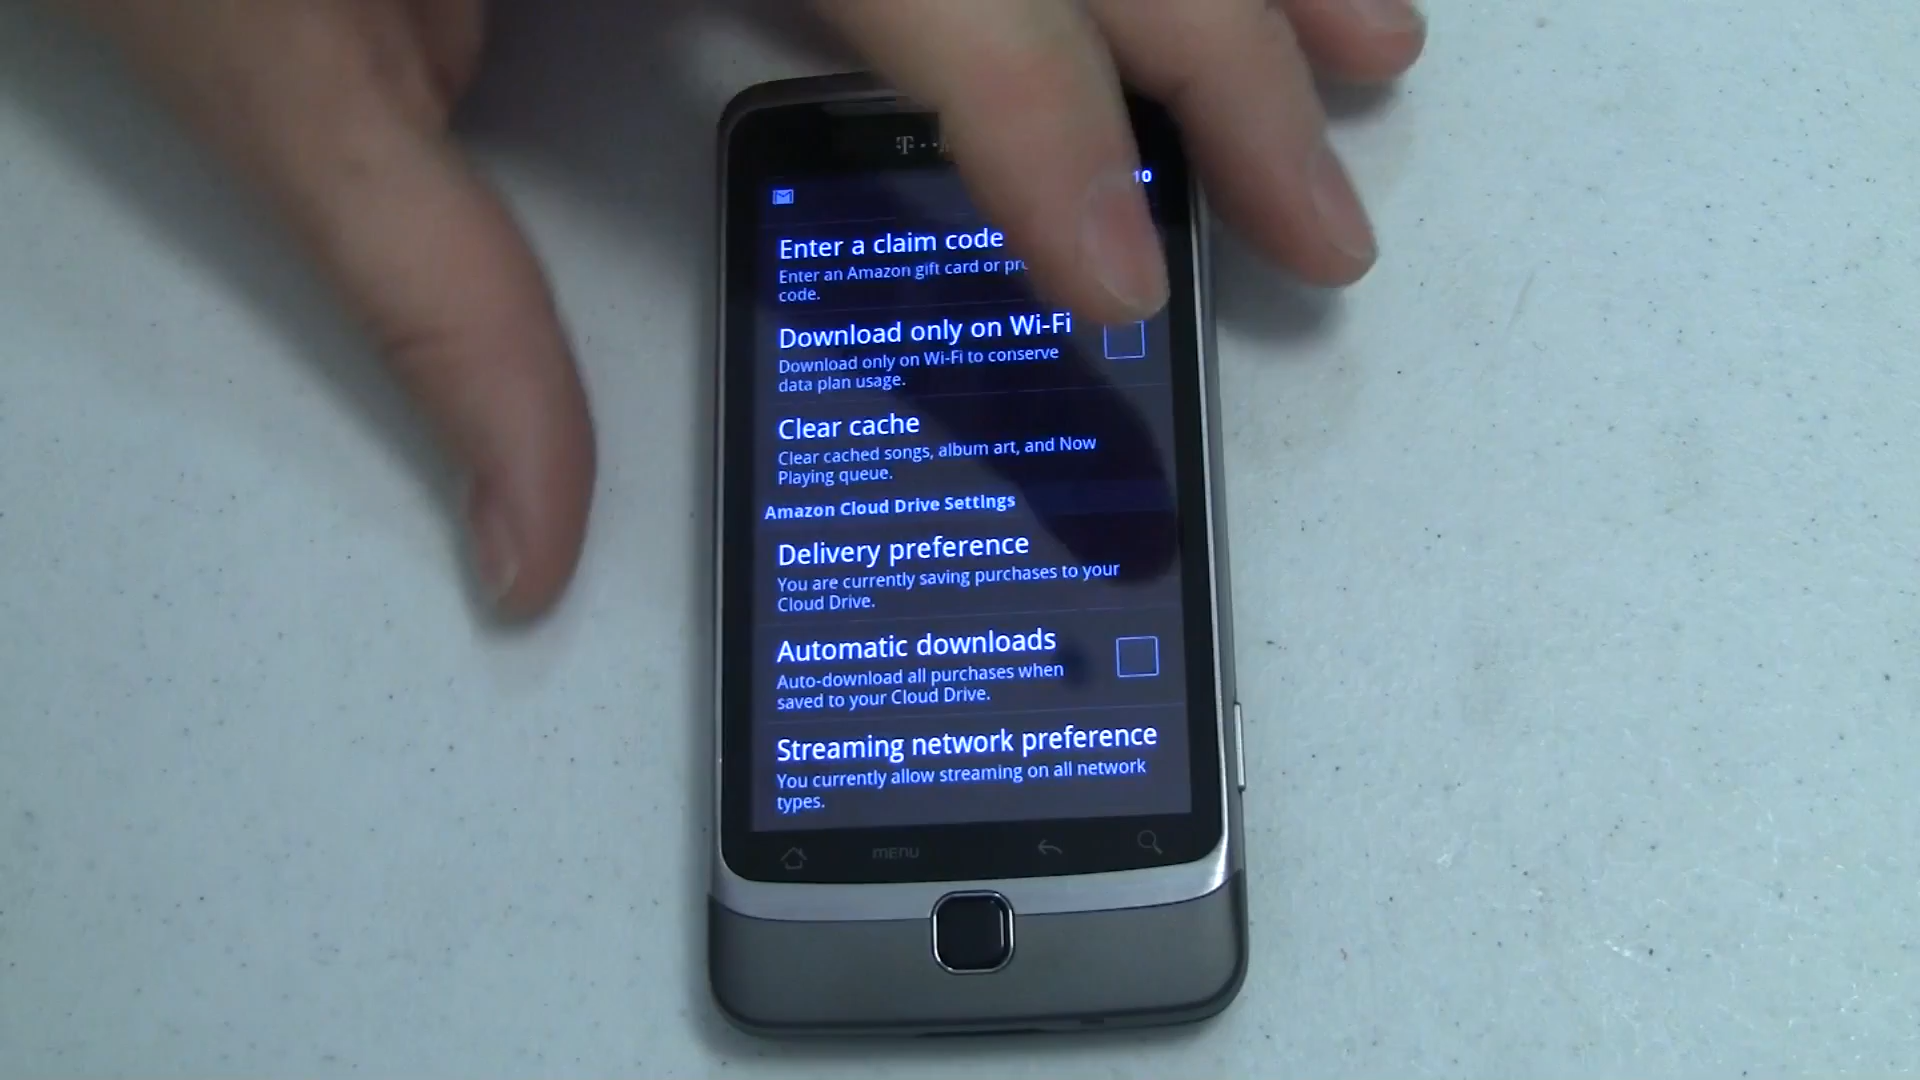 10
Enter a claim code
Enter an Amazon gift card or
code.
Download only on Wi-Fi
Download only on Wi-Fi to conserve
data plan usage.
Clear cache
Clear cached songs, album art, and Now
Playing queue.
Amazon Cloud Drive Settings
Delivery preference
You are currently saving purchases to your
Cloud Drive.
Automatic downloads
Auto-download all purchases when
saved to your Cloud Drive.
Streaming network preference
You currently allow streaming on all network
types.
MENU